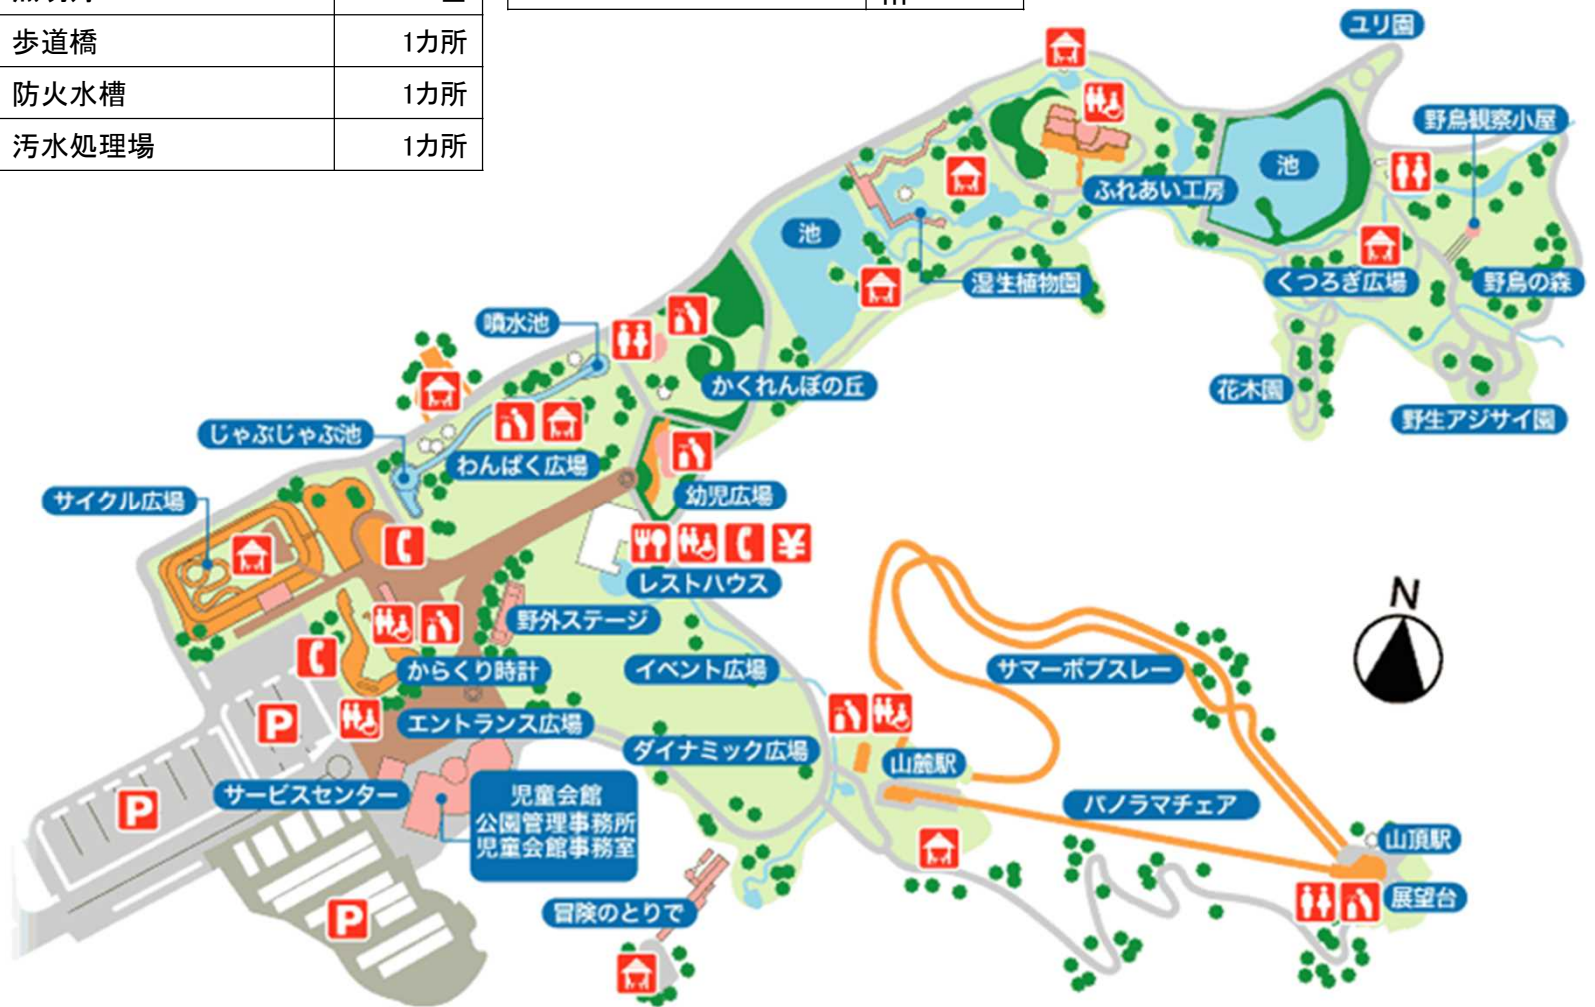 歩道橋 1カ所
防火水槽 1カ所
汚水処理場 1カ所
ユリ園
野鳥観察小屋
池
ふれあい工房
池
湿生植物園
くつろぎ広場
野鳥の森
噴水池
かくれんぼの丘
花木園
野生アジサイ園
じゃぶじゃぶ池
わんぱく広場
サイクル広場
幼児広場
¥
レストハウス
N
野外ステージ
からくり時計
イベント広場
サマーボブスレー
P
エントランス広場
ダイナミック広場
山麓駅
サービスセンター
児童会館
公園管理事務所
児童会館事務室
パノラマチェア
P
山頂駅
展望台
冒険のとりで
P